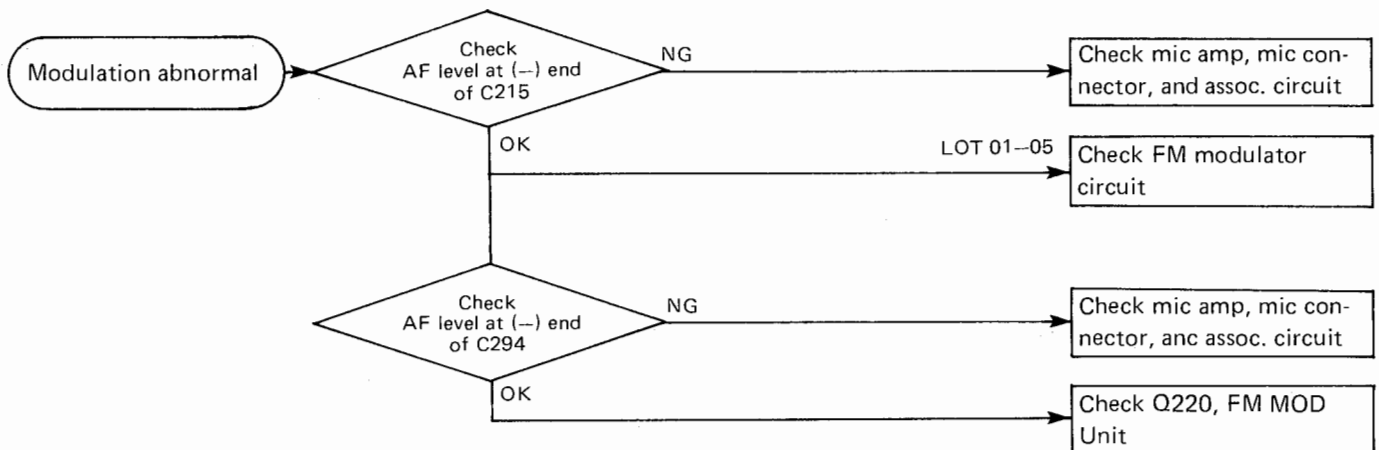 Modulation abnormal
Check
AF level at (—) end
of C215
NG
Check mic amp, mic con-
nector, and assoc. circuit
OK
LOT 01—05
Check FM modulator
circuit
Check
AF level at (—) end
of C294
NG
Check mic amp, mic con-
nector, anc assoc. circuit
OK
Check Q220, FM MOD
Unit